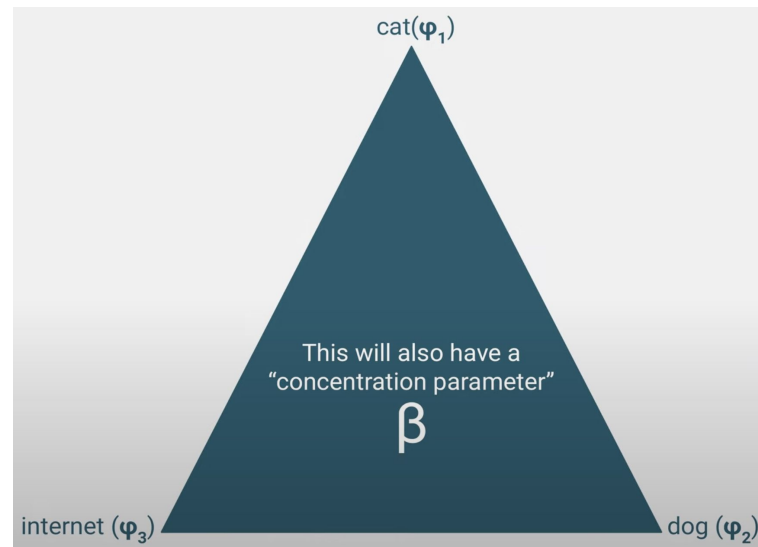 cat(φ₁)
This will also have a
“concentration parameter”
β
internet (φ₃)
dog (φ₂)